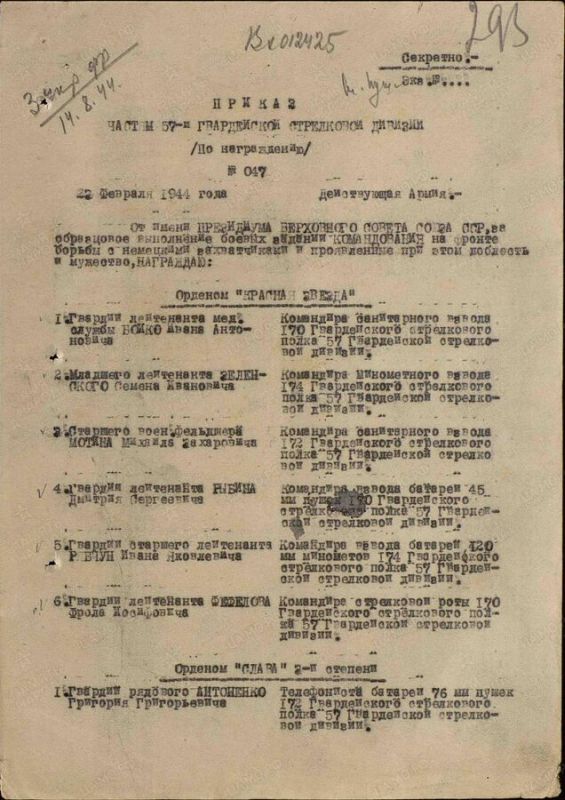 293
Вх012425
Секретно.-
Экз.№....
14.8.44.
ПРИКАЗ
ЧАСТЯМ 57-й ГВАРДЕЙСКОЙ СТРЕЛКОВОЙ ДИВИЗИИ
/По награждению/
№ 047
22 Февраля 1944 года Действующая Армия.-
От имени ПРЕЗИДИУМА ВЕРХОВНОГО СОВЕТА СОЮЗА ССР,за
образцовое выполнение боевых заданий КОМАНДОВАНИЯ на фронте
борьбы с немецкими захватчиками и проявленные при этом доблесть
и мужество,НАГРАЖДАЮ:
Орденом "КРАСНАЯ ЗВЕЗДА"
1.Гвардии лейтенанта мед. Командира санитарного взвода
службы БОЙКО Ивана Анто- 170 Гвардейского стрелкового
новича полка 57 Гвардейской стрелко-
вой дивизии.
2.Младшего лейтенанта ЗЕЛЕН- Командира Минометного взвода
СКОГО Семена Ивановича 174 Гвардейского стрелкового
полка 57 Гвардейской стрелко-
вой дивизии.
3.Старшего военфельдшера Командира санитарного взвода
МОТИНА Михаила Захаровича 172 Гвардейского стрелкового
полка 57 Гвардейской стрелко
вой дивизии.
4.Гвардии лейтенанта РЯБИНА Командира взвода батареи 45
Дмитрия Сергеевича мм пушек 170 Гвардейского
стрелкового полка 57 Гвардей-
ской стрелковой дивизии.
5.Гвардии старшего лейтенанта Командира взвода батарей 120
РЯБЧУН Ивана Яковлевича мм минометов 174 Гвардейского
стрелкового полка 57 Гвардей-
ской стрелковой дивизии.
6.Гвардии лейтенанта ФЕФЕЛОВА Командира стрелковой роты 170
Фрола Иосифовича Гвардейского стрелкового пол-
ка 57 Гвардейской стрелковой
дивизии.
Орденом "СЛАВА" 2-й степени
1.Гвардии рядового АНТОНЕНКО Телефониста батареи 76 мм пушек
Григория Григорьевича 172 Гвардейского стрелкового
полка 57 Гвардейской стрелко-
вой дивизии.